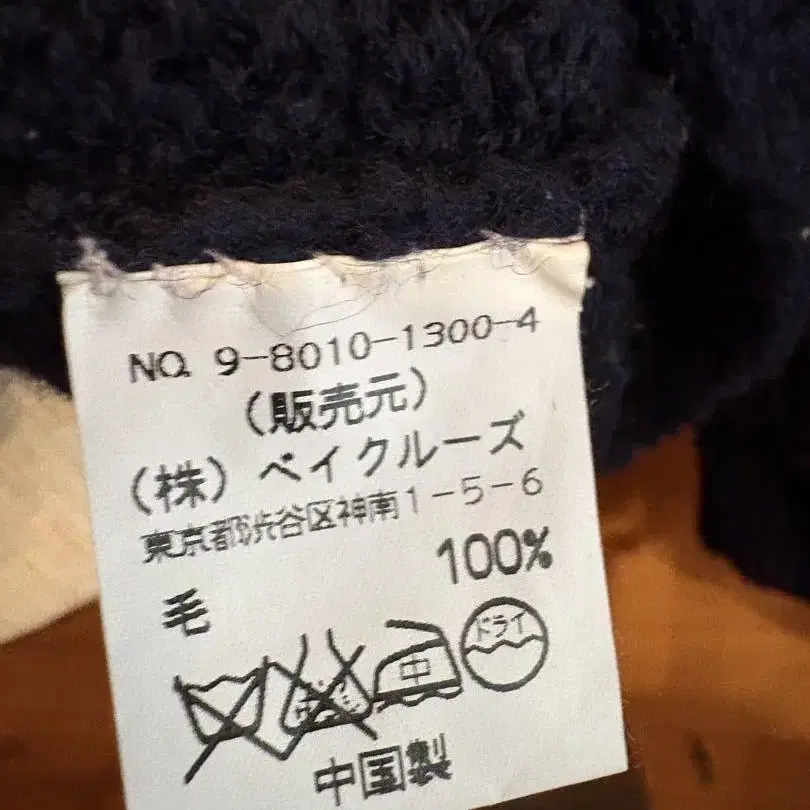 NO. 9-8010-1300-4
(販売元)
(株) ベイクルーズ
東京都渋谷区神南1-5-6
毛 100%
中 ドライ
中国製